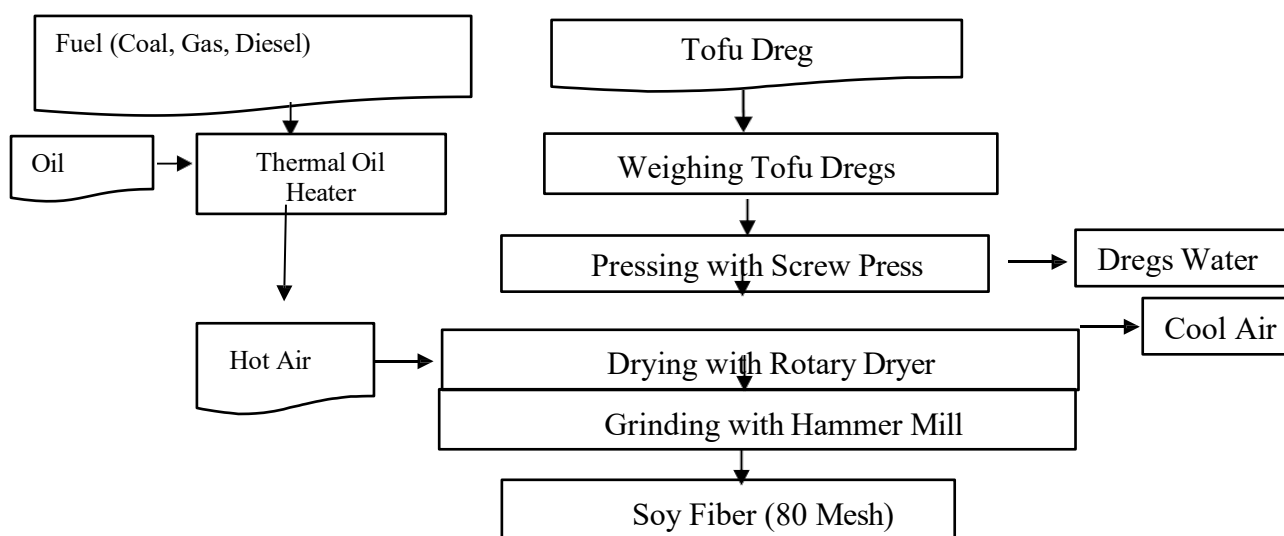 Fuel (Coal, Gas, Diesel)
Tofu Dreg
Oil
Thermal Oil
Heater
Weighing Tofu Dregs
Pressing with Screw Press
Dregs Water
Cool Air
Hot Air
Drying with Rotary Dryer
Grinding with Hammer Mill
Soy Fiber (80 Mesh)